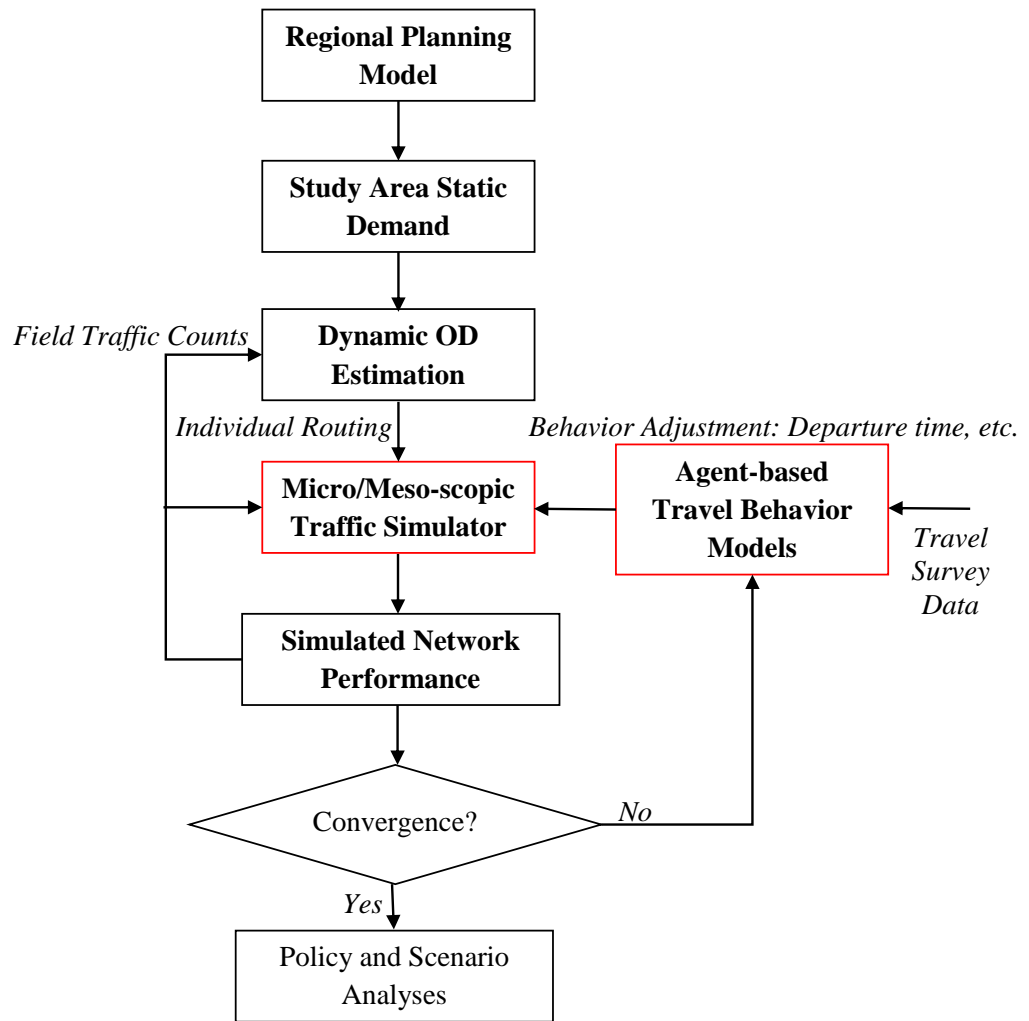 Regional Planning
Model
Study Area Static
Demand
Field Traffic Counts
Dynamic OD
Estimation
Individual Routing
Behavior Adjustment: Departure time, etc.
Micro/Meso-scopic
Traffic Simulator
Agent-based
Travel Behavior
Models
Travel
Survey
Data
Simulated Network
Performance
Convergence?
No
Yes
Policy and Scenario
Analyses